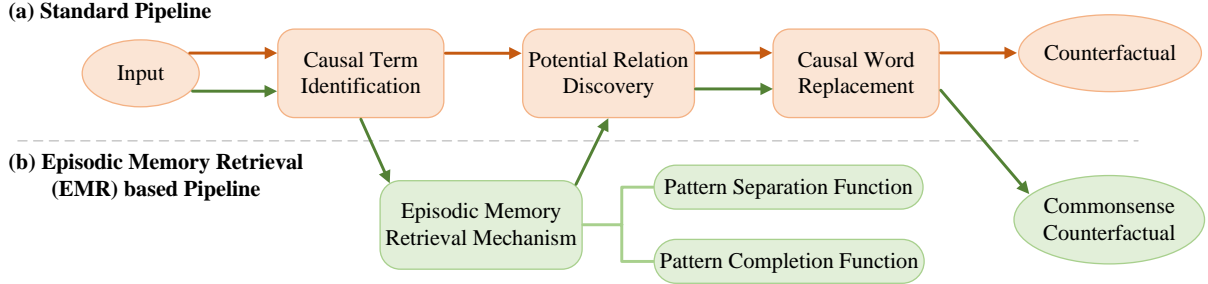 (a) Standard Pipeline
Input
Causal Term
Identification
Potential Relation
Discovery
Causal Word
Replacement
Counterfactual
(b) Episodic Memory Retrieval
(EMR) based Pipeline
Episodic Memory
Retrieval Mechanism
Pattern Separation Function
Pattern Completion Function
Commonsense
Counterfactual